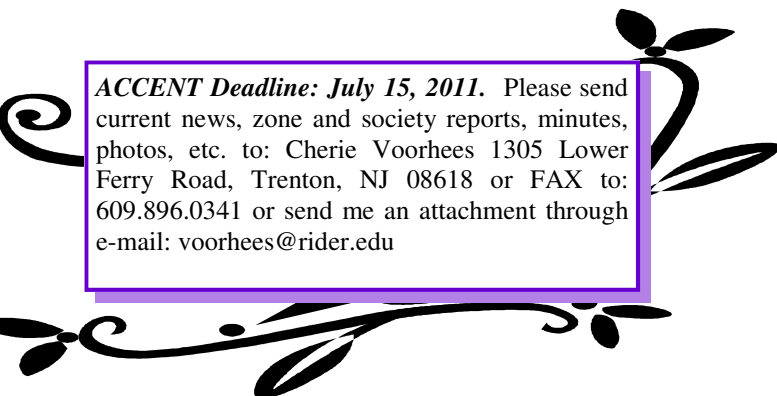 ACCENT Deadline: July 15, 2011. Please send
current news, zone and society reports, minutes,
photos, etc. to: Cherie Voorhees 1305 Lower
Ferry Road, Trenton, NJ 08618 or FAX to:
609.896.0341 or send me an attachment through
e-mail: voorhees@rider.edu